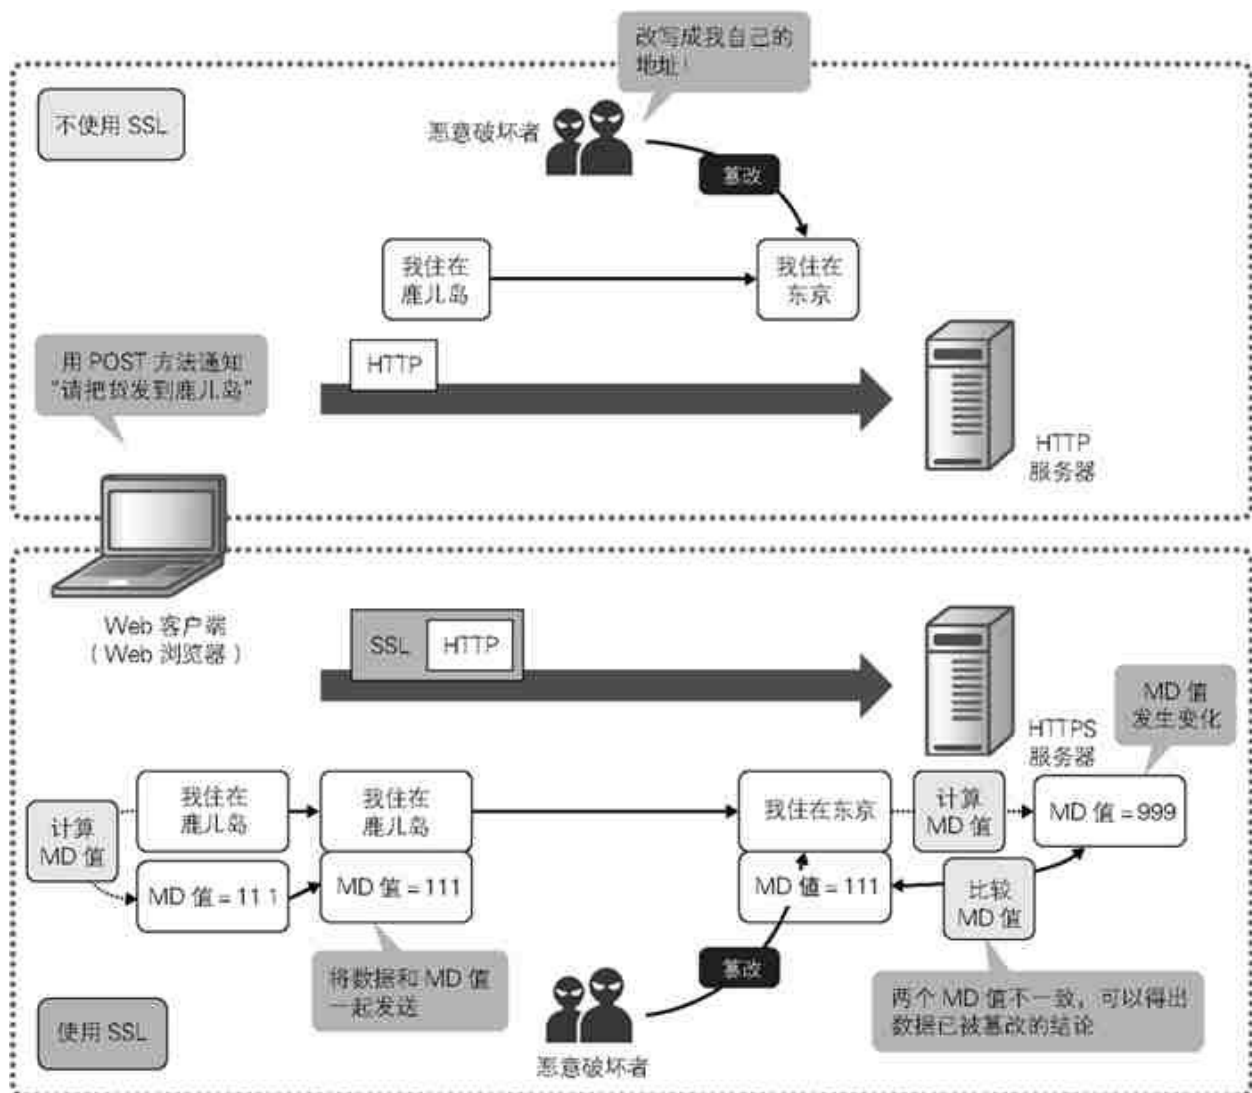 改写成我自己的
地址！
不使用 SSL
恶意破坏者
篡改
我住在
鹿儿岛
我住在
东京
用 POST 方法通知
“请把货发到鹿儿岛”
HTTP
HTTP
服务器
Web 客户端
（Web 浏览器）
SSL
HTTP
HTTPS
服务器
MD 值
发生变化
计算
MD 值
我住在
鹿儿岛
我住在
鹿儿岛
我住在东京
计算
MD 值
MD 值 = 999
MD 值 = 111
MD 值 = 111
MD 值 = 111
比较
MD 值
将数据和 MD 值
一起发送
篡改
两个 MD 值不一致，可以得出
数据已被篡改的结论
使用 SSL
恶意破坏者